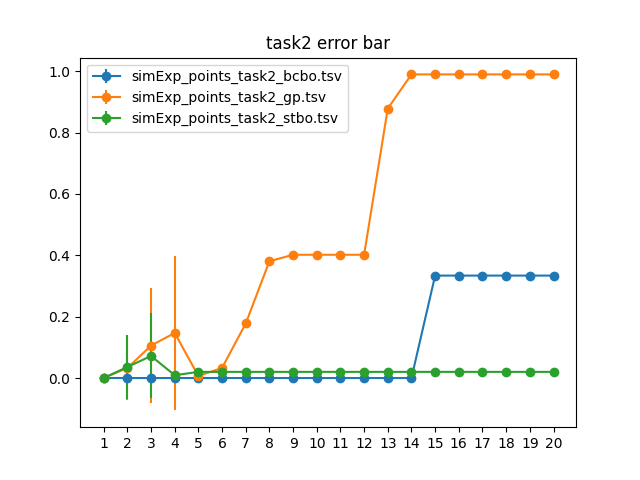 task2 error bar
simExp_points_task2_bcbo.tsv
simExp_points_task2_gp.tsv
simExp_points_task2_stbo.tsv
1.0
0.8
0.6
0.4
0.2
0.0
1 2 3 4 5 6 7 8 9 10 11 12 13 14 15 16 17 18 19 20